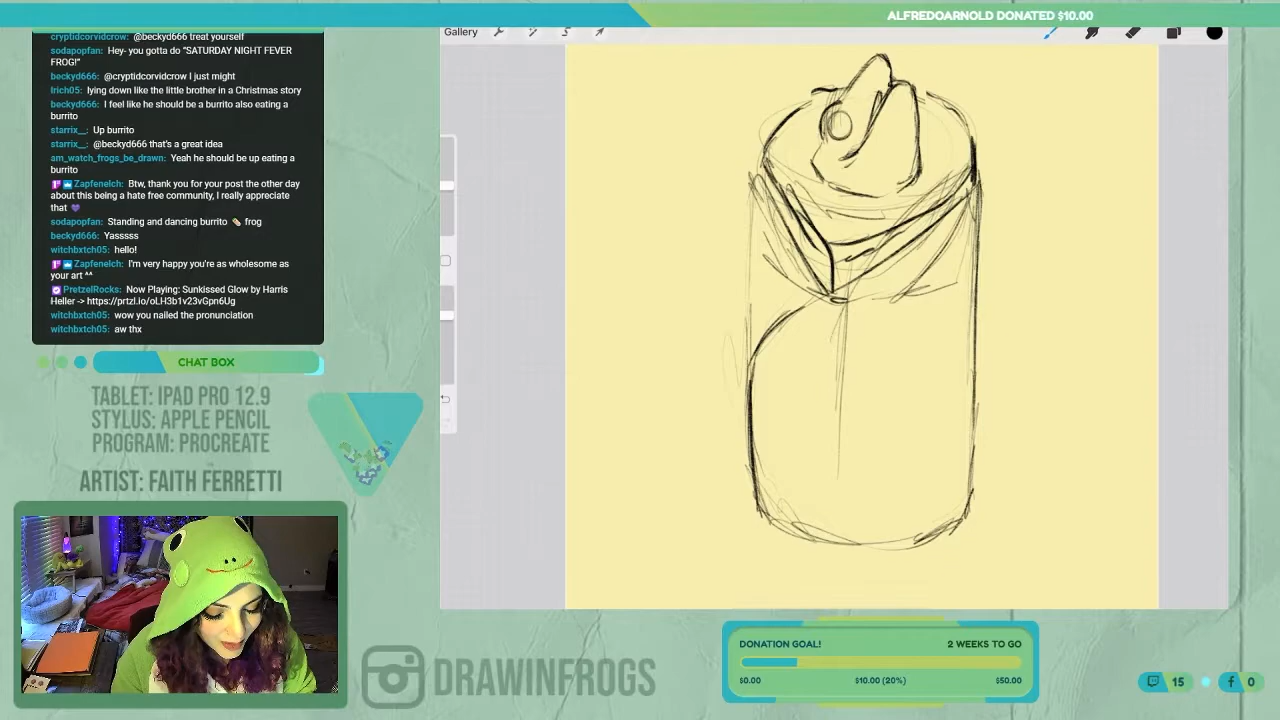 ALFREDOARNOLD DONATED $10.00
Gallery
cryptidcorvidcrow: @beckyd666 treat yourself
sodapopfan: Hey- you gotta do “SATURDAY NIGHT FEVER
FROG!”
beckyd666: @cryptidcorvidcrow I just might
lrich05: lying down like the little brother in a Christmas story
beckyd666: I feel like he should be a burrito also eating a
burrito
starrix__: Up burrito
starrix__: @beckyd666 that’s a great idea
am_watch_frogs_be_drawn: Yeah he should be up eating a
burrito
Zapfenelch: Btw, thank you for your post the other day
about this being a hate free community, I really appreciate
that 💜
sodapopfan: Standing and dancing burrito 🌯 frog
beckyd666: Yasssss
witchbxtch05: hello!
Zapfenelch: I'm very happy you're as wholesome as
your art ^^
PretzelRocks: Now Playing: Sunkissed Glow by Harris
Heller -> https://prtzl.io/oLH3b1v23vGpn6Ug
witchbxtch05: wow you nailed the pronunciation
witchbxtch05: aw thx
CHAT BOX
TABLET: IPAD PRO 12.9
STYLUS: APPLE PENCIL
PROGRAM: PROCREATE
ARTIST: FAITH FERRETTI
DRAWINFROGS
DONATION GOAL! 2 WEEKS TO GO
$0.00 $10.00 (20%) $50.00
15 0